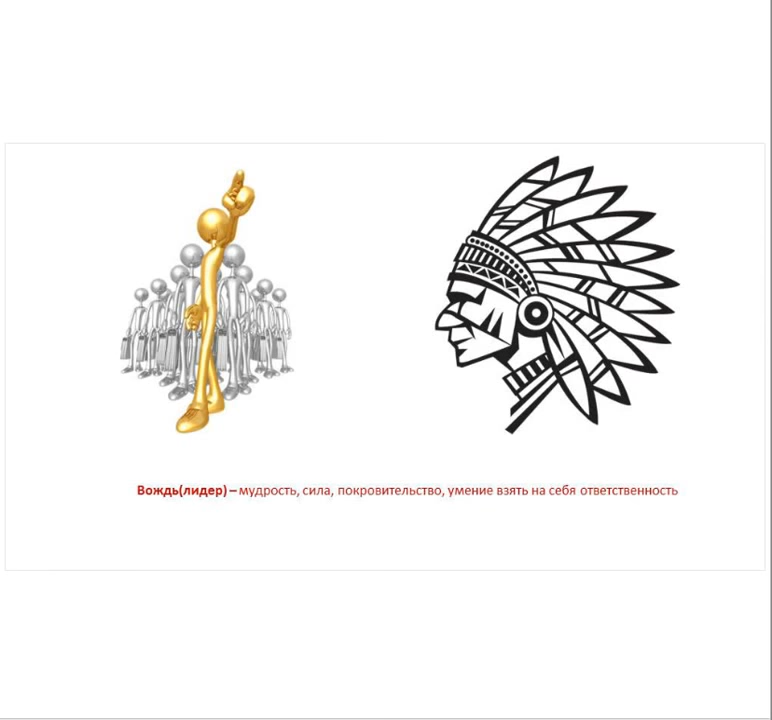 Вождь(лидер) – мудрость, сила, покровительство, умение взять на себя ответственность